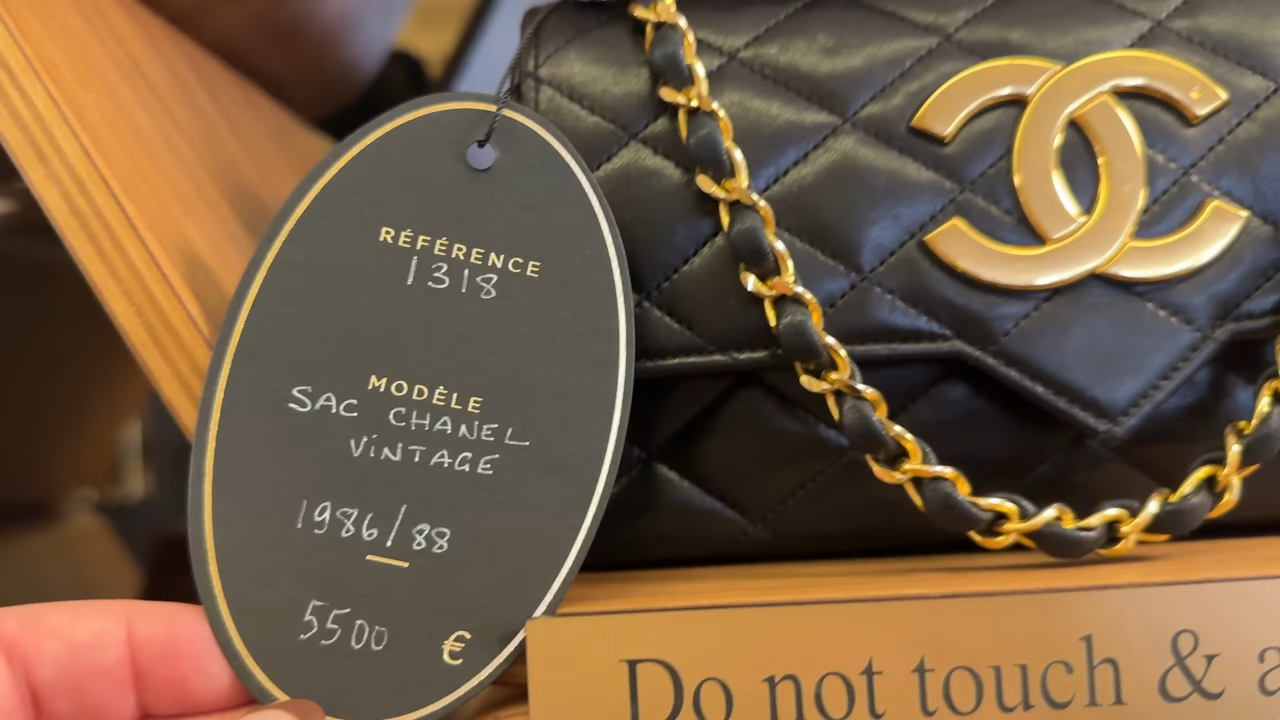 RÉFÉRENCE
1318
MODÈLE
SAC CHANEL
VINTAGE
1986/88
5500 €
Do not touch & a